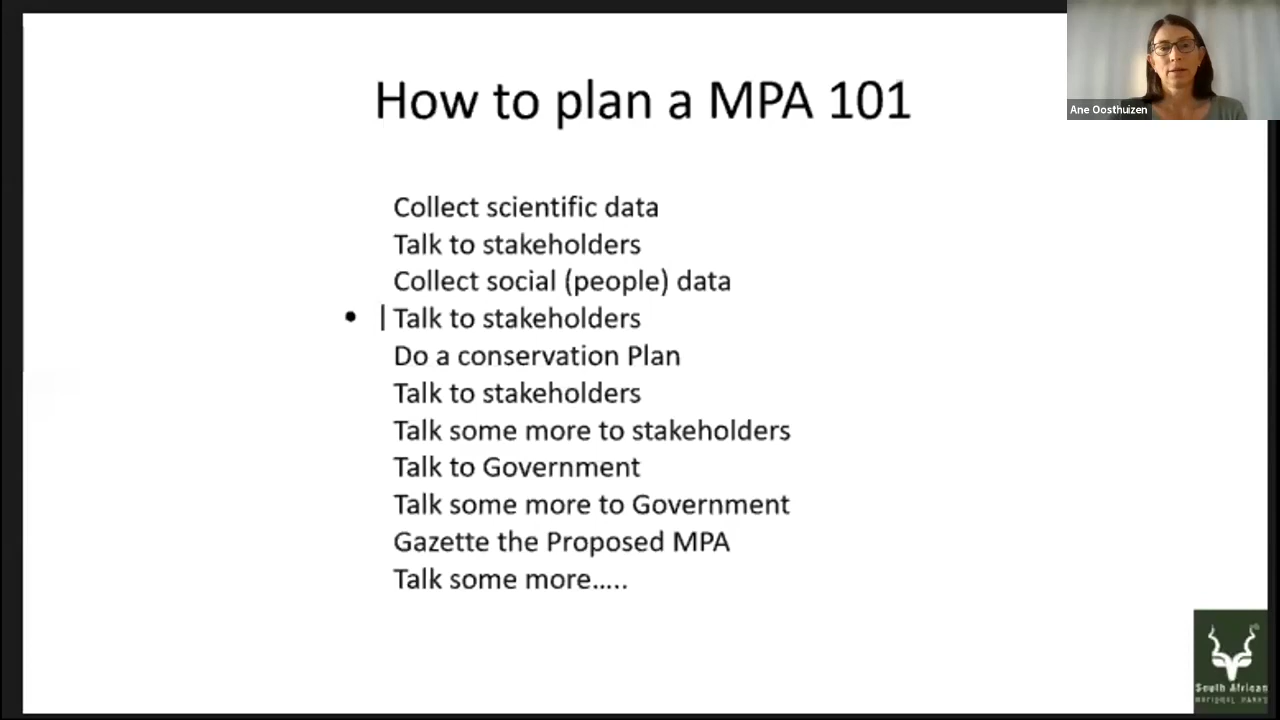 How to plan a MPA 101
Ane Oosthuizen
Collect scientific data
Talk to stakeholders
Collect social (people) data
• | Talk to stakeholders
Do a conservation Plan
Talk to stakeholders
Talk some more to stakeholders
Talk to Government
Talk some more to Government
Gazette the Proposed MPA
Talk some more.....
South African
NATIONAL PARKS